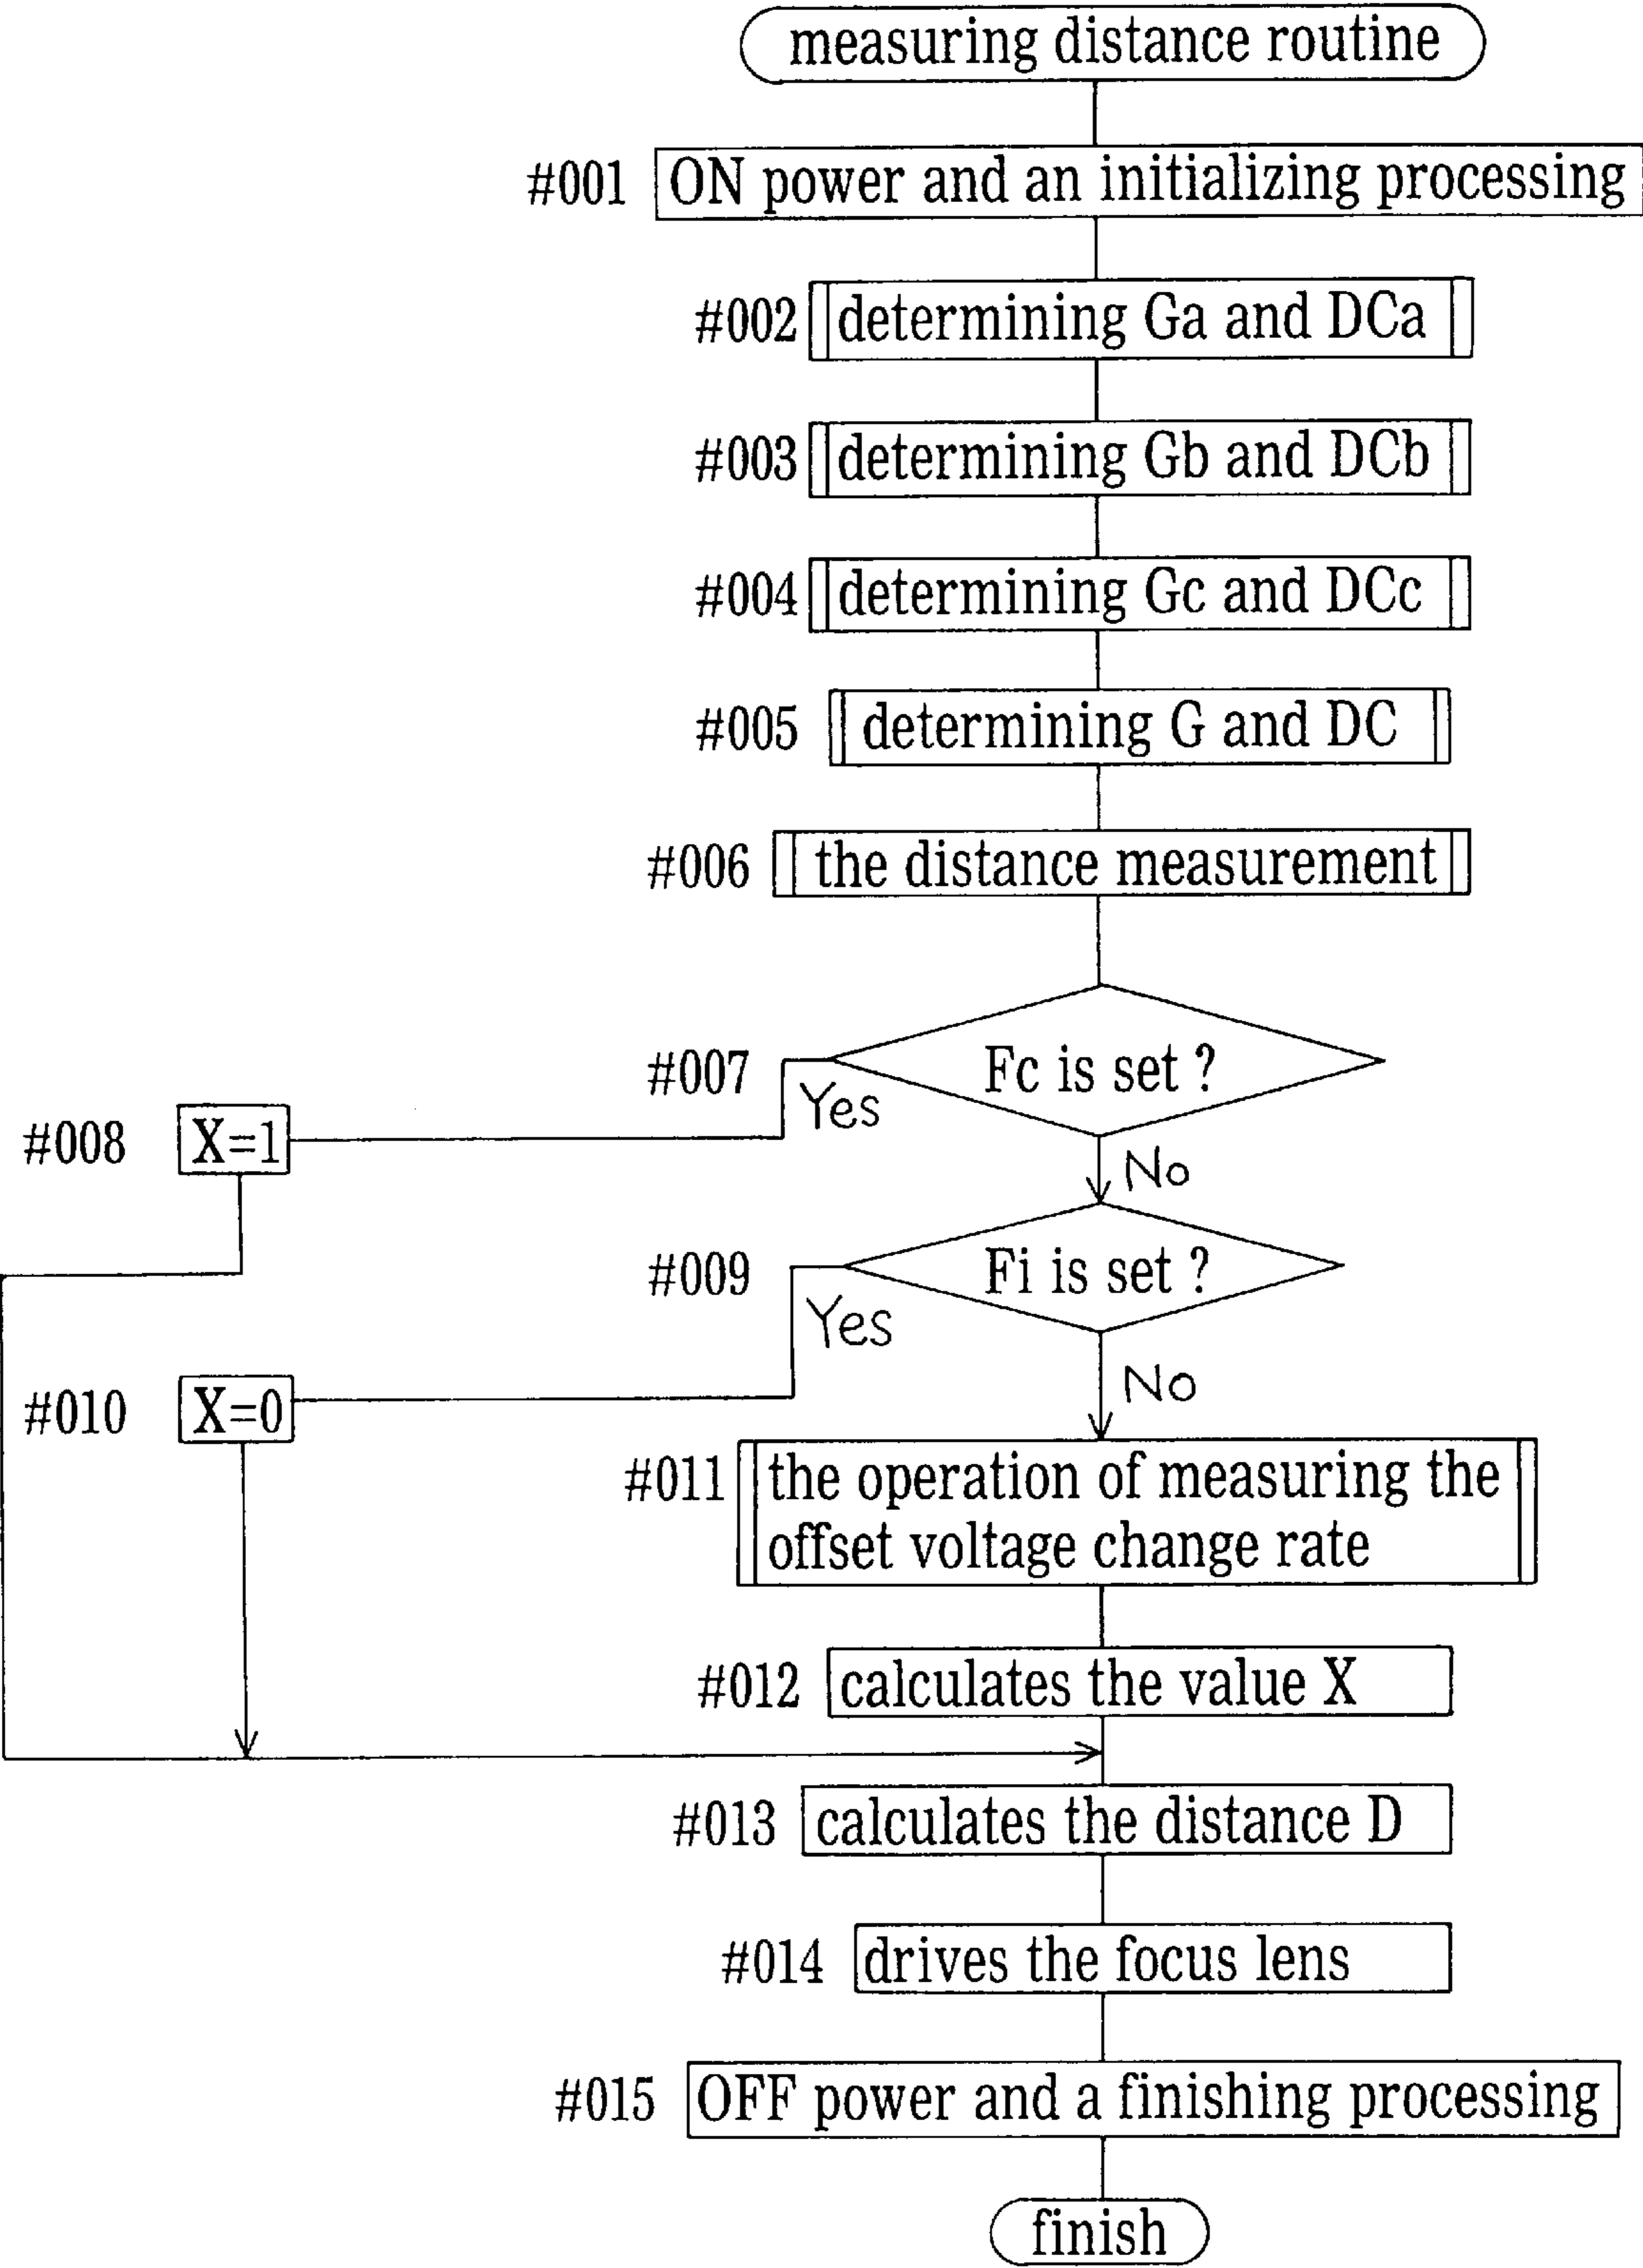 measuring distance routine
#001 ON power and an initializing processing
#002 determining Ga and DCa
#003 determining Gb and DCb
#004 determining Gc and DCc
#005 determining G and DC
#006 the distance measurement
#007 Fc is set ?
Yes
#008 X=1
No
#009 Fi is set ?
Yes
No
#010 X=0
#011 the operation of measuring the
offset voltage change rate
#012 calculates the value X
#013 calculates the distance D
#014 drives the focus lens
#015 OFF power and a finishing processing
finish